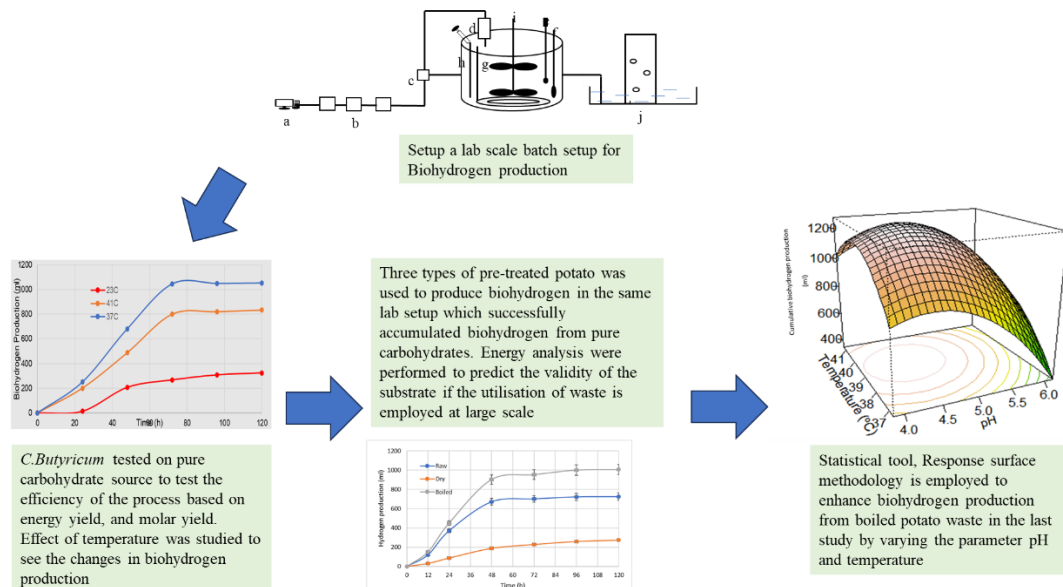 d
i
f
h
g
c
a
b
j
Setup a lab scale batch setup for
Biohydrogen production
Biohydrogen Production (ml)
1200
1000
800
600
400
200
0
23C
41C
37C
0
20
40
60
80
100
120
Time (h)
C.Butyricum tested on pure
carbohydrate source to test the
efficiency of the process based on
energy yield, and molar yield.
Effect of temperature was studied to
see the changes in biohydrogen
production
Three types of pre-treated potato was
used to produce biohydrogen in the same
lab setup which successfully
accumulated biohydrogen from pure
carbohydrates. Energy analysis were
performed to predict the validity of the
substrate if the utilisation of waste is
employed at large scale
Hydrogen production (ml)
1200
1000
800
600
400
200
0
Raw
Dry
Boiled
0
12
24
36
48
60
72
84
96
108
120
Time (h)
Cumulative biohydrogen production
(ml)
1200
1000
800
600
400
Temperature (°C)
41
40
39
38
37
4.0
4.5
5.0
5.5
6.0
pH
Statistical tool, Response surface
methodology is employed to
enhance biohydrogen production
from boiled potato waste in the last
study by varying the parameter pH
and temperature